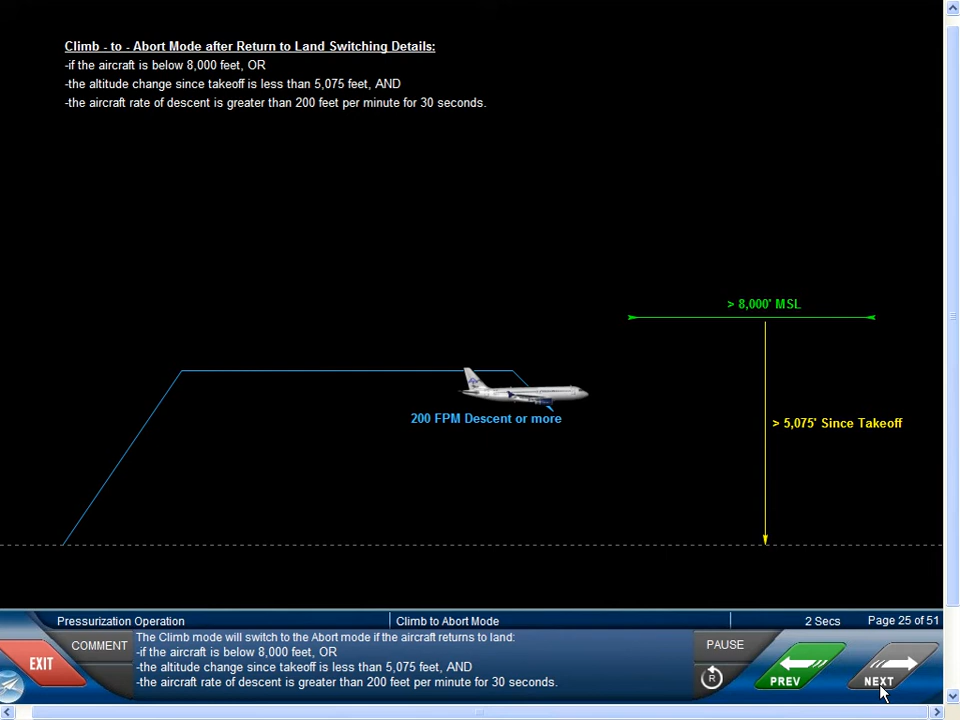 Climb - to - Abort Mode after Return to Land Switching Details:
-if the aircraft is below 8,000 feet, OR
-the altitude change since takeoff is less than 5,075 feet, AND
-the aircraft rate of descent is greater than 200 feet per minute for 30 seconds.
> 8,000' MSL
200 FPM Descent or more
> 5,075' Since Takeoff
Pressurization Operation
Climb to Abort Mode
2 Secs
Page 25 of 51
EXIT
COMMENT
The Climb mode will switch to the Abort mode if the aircraft returns to land:
-if the aircraft is below 8,000 feet, OR
-the altitude change since takeoff is less than 5,075 feet, AND
-the aircraft rate of descent is greater than 200 feet per minute for 30 seconds.
PAUSE
R
PREV
NEXT